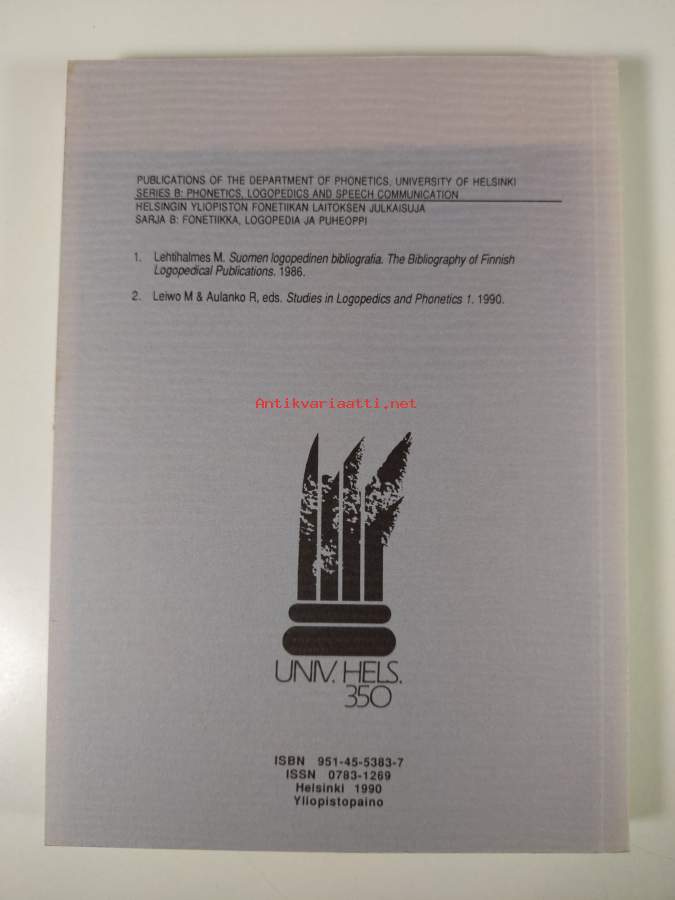 PUBLICATIONS OF THE DEPARTMENT OF PHONETICS, UNIVERSITY OF HELSINKI
SERIES B: PHONETICS, LOGOPEDICS AND SPEECH COMMUNICATION
HELSINGIN YLIOPISTON FONETIIKAN LAITOKSEN JULKAISUJA
SARJA B: FONETIIKKA, LOGOPEDIA JA PUHEOPPI
1. Lehtihalmes M. Suomen logopedinen bibliografia. The Bibliography of Finnish
Logopedical Publications. 1986.
2. Leiwo M & Aulanko R, eds. Studies in Logopedics and Phonetics 1. 1990.
Antikvariaatti.net
UNIV. HELS.
350
ISBN 951-45-5383-7
ISSN 0783-1269
Helsinki 1990
Yliopistopaino